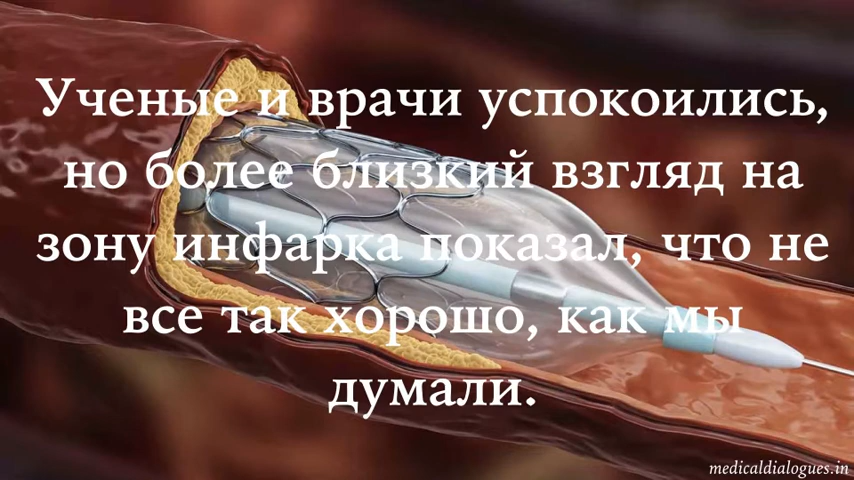 Ученые и врачи успокоились,
но более близкий взгляд на
зону инфарка показал, что не
все так хорошо, как мы
думали.
medicaldialogues.in